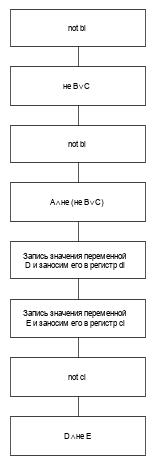 not bl
не B∨C
not bl
A∧не (не B∨C)
Запись значения переменной
D и заносим его в регистр dl
Запись значения переменной
E и заносим его в регистр cl
not cl
D∧не E